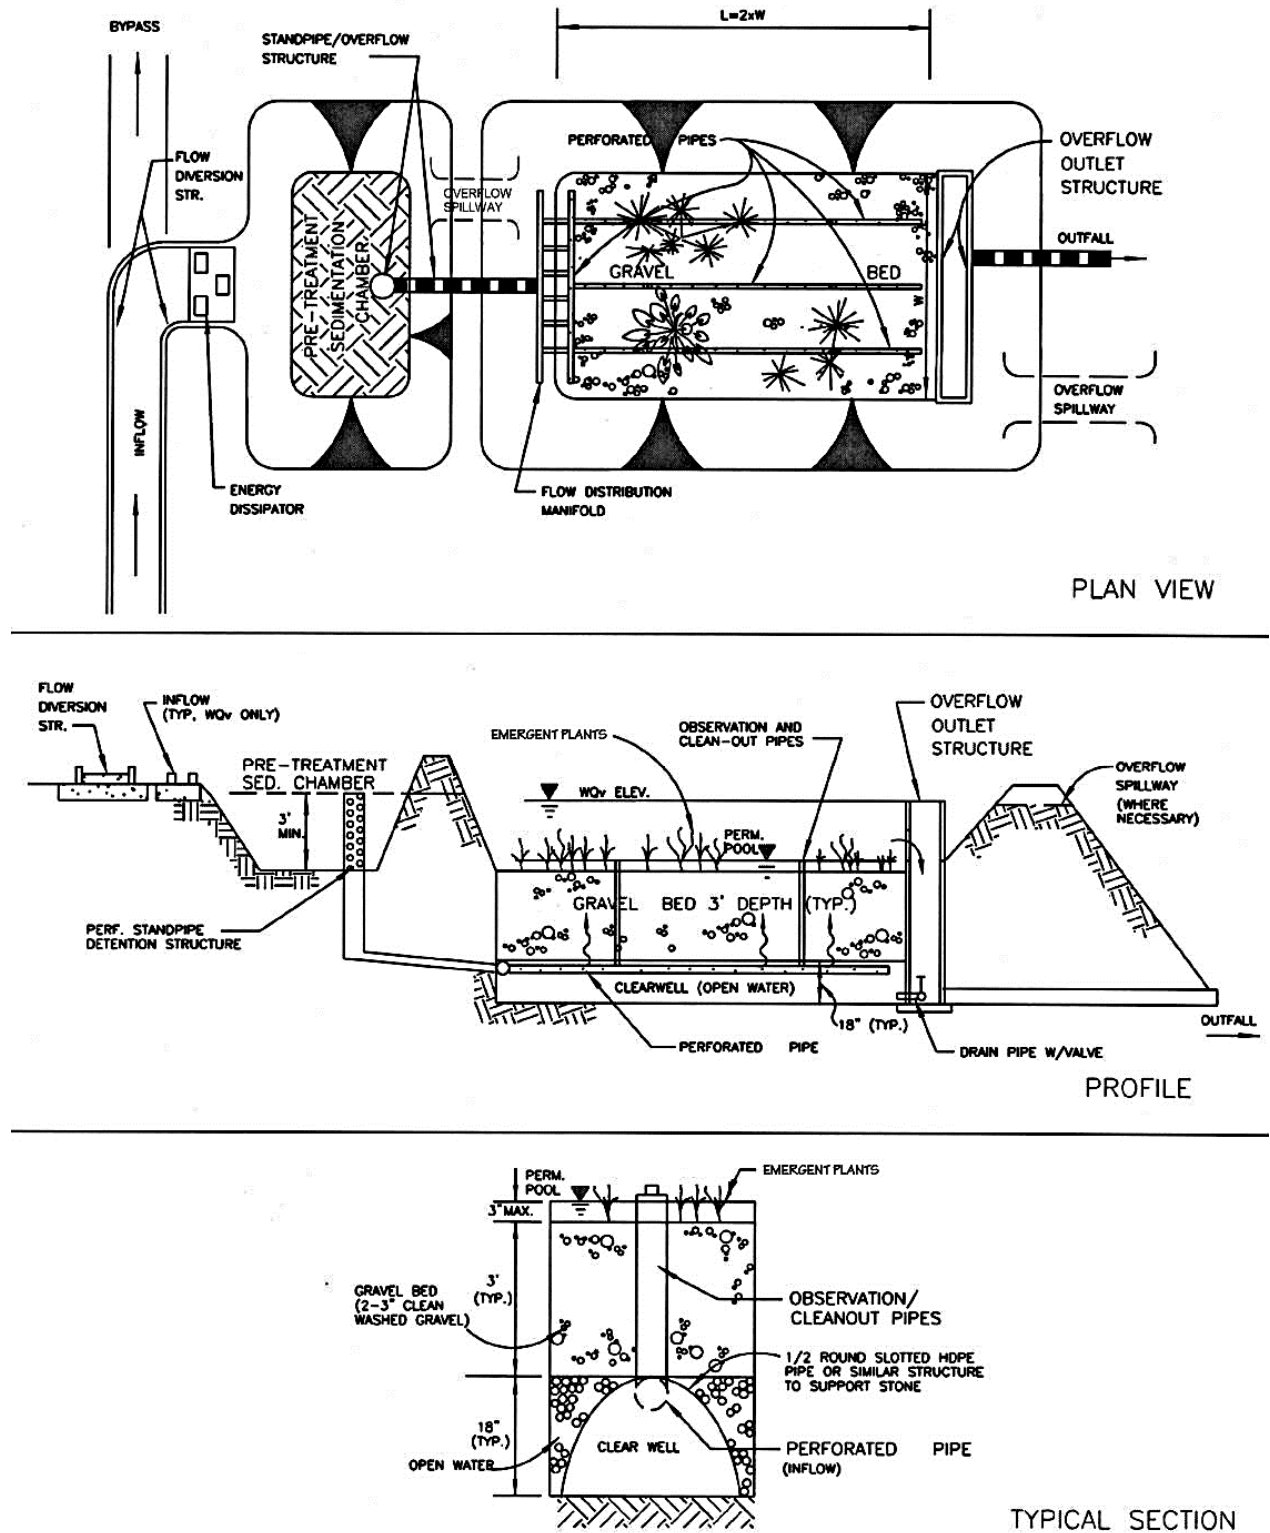 BYPASS
L=2xW
STANDPIPE/OVERFLOW
STRUCTURE
FLOW
DIVERSION
STR.
PERFORATED PIPES
OVERFLOW
OUTLET
STRUCTURE
OVERFLOW
SPILLWAY
PRE-TREATMENT
SEDIMENTATION
CHAMBER
GRAVEL BED
W
OUTFALL
OVERFLOW
SPILLWAY
INFLOW
ENERGY
DISSIPATOR
FLOW DISTRIBUTION
MANIFOLD
PLAN VIEW
FLOW
DIVERSION
STR.
INFLOW
(TYP, WQv ONLY)
PRE-TREATMENT
SED. CHAMBER
3'
MIN.
EMERGENT PLANTS
OBSERVATION AND
CLEAN-OUT PIPES
OVERFLOW
OUTLET
STRUCTURE
OVERFLOW
SPILLWAY
(WHERE
NECESSARY)
WQv ELEV.
PERM.
POOL
GRAVEL BED 3' DEPTH (TYP.)
PERF. STANDPIPE
DETENTION STRUCTURE
CLEARWELL (OPEN WATER)
18" (TYP.)
PERFORATED PIPE
DRAIN PIPE W/VALVE
OUTFALL
PROFILE
PERM.
POOL
EMERGENT PLANTS
3"MAX.
GRAVEL BED
(2-3" CLEAN
WASHED GRAVEL)
3'
(TYP.)
OBSERVATION/
CLEANOUT PIPES
1/2 ROUND SLOTTED HDPE
PIPE OR SIMILAR STRUCTURE
TO SUPPORT STONE
18"
(TYP.)
OPEN WATER
CLEAR WELL
PERFORATED PIPE
(INFLOW)
TYPICAL SECTION